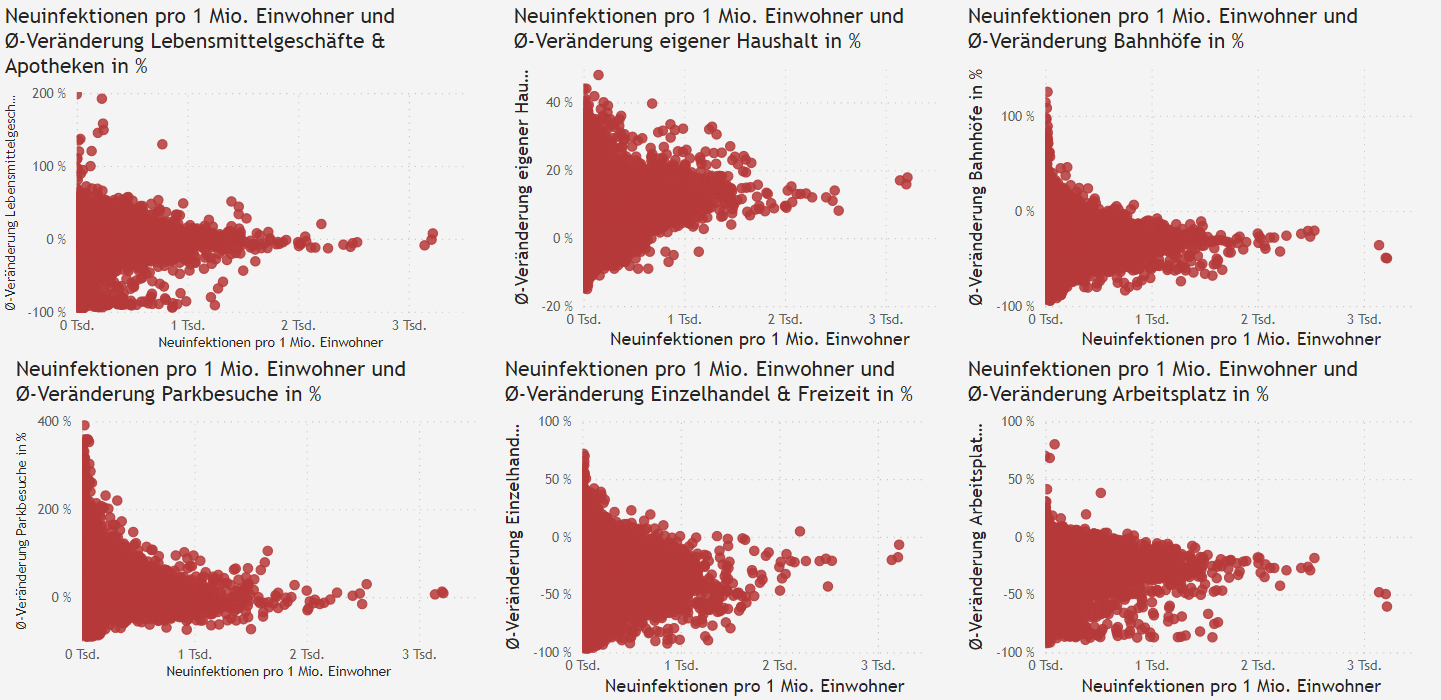 Neuinfektionen pro 1 Mio. Einwohner und
Ø-Veränderung Lebensmittelgeschäfte &
Apotheken in %
Ø-Veränderung Lebensmittelgesch...
200 %
100 %
0 %
-100 %
0 Tsd.
1 Tsd.
2 Tsd.
3 Tsd.
Neuinfektionen pro 1 Mio. Einwohner
Neuinfektionen pro 1 Mio. Einwohner und
Ø-Veränderung eigener Haushalt in %
Ø-Veränderung eigener Hau...
40 %
20 %
0 %
-20 %
0 Tsd.
1 Tsd.
2 Tsd.
3 Tsd.
Neuinfektionen pro 1 Mio. Einwohner
Neuinfektionen pro 1 Mio. Einwohner und
Ø-Veränderung Bahnhöfe in %
Ø-Veränderung Bahnhöfe in %
100 %
0 %
-100 %
0 Tsd.
1 Tsd.
2 Tsd.
3 Tsd.
Neuinfektionen pro 1 Mio. Einwohner
Neuinfektionen pro 1 Mio. Einwohner und
Ø-Veränderung Parkbesuche in %
Ø-Veränderung Parkbesuche in %
400 %
200 %
0 %
0 Tsd.
1 Tsd.
2 Tsd.
3 Tsd.
Neuinfektionen pro 1 Mio. Einwohner
Neuinfektionen pro 1 Mio. Einwohner und
Ø-Veränderung Einzelhandel & Freizeit in %
Ø-Veränderung Einzelhand...
100 %
50 %
0 %
-50 %
-100 %
0 Tsd.
1 Tsd.
2 Tsd.
3 Tsd.
Neuinfektionen pro 1 Mio. Einwohner
Neuinfektionen pro 1 Mio. Einwohner und
Ø-Veränderung Arbeitsplatz in %
Ø-Veränderung Arbeitsplat...
100 %
50 %
0 %
-50 %
-100 %
0 Tsd.
1 Tsd.
2 Tsd.
3 Tsd.
Neuinfektionen pro 1 Mio. Einwohner